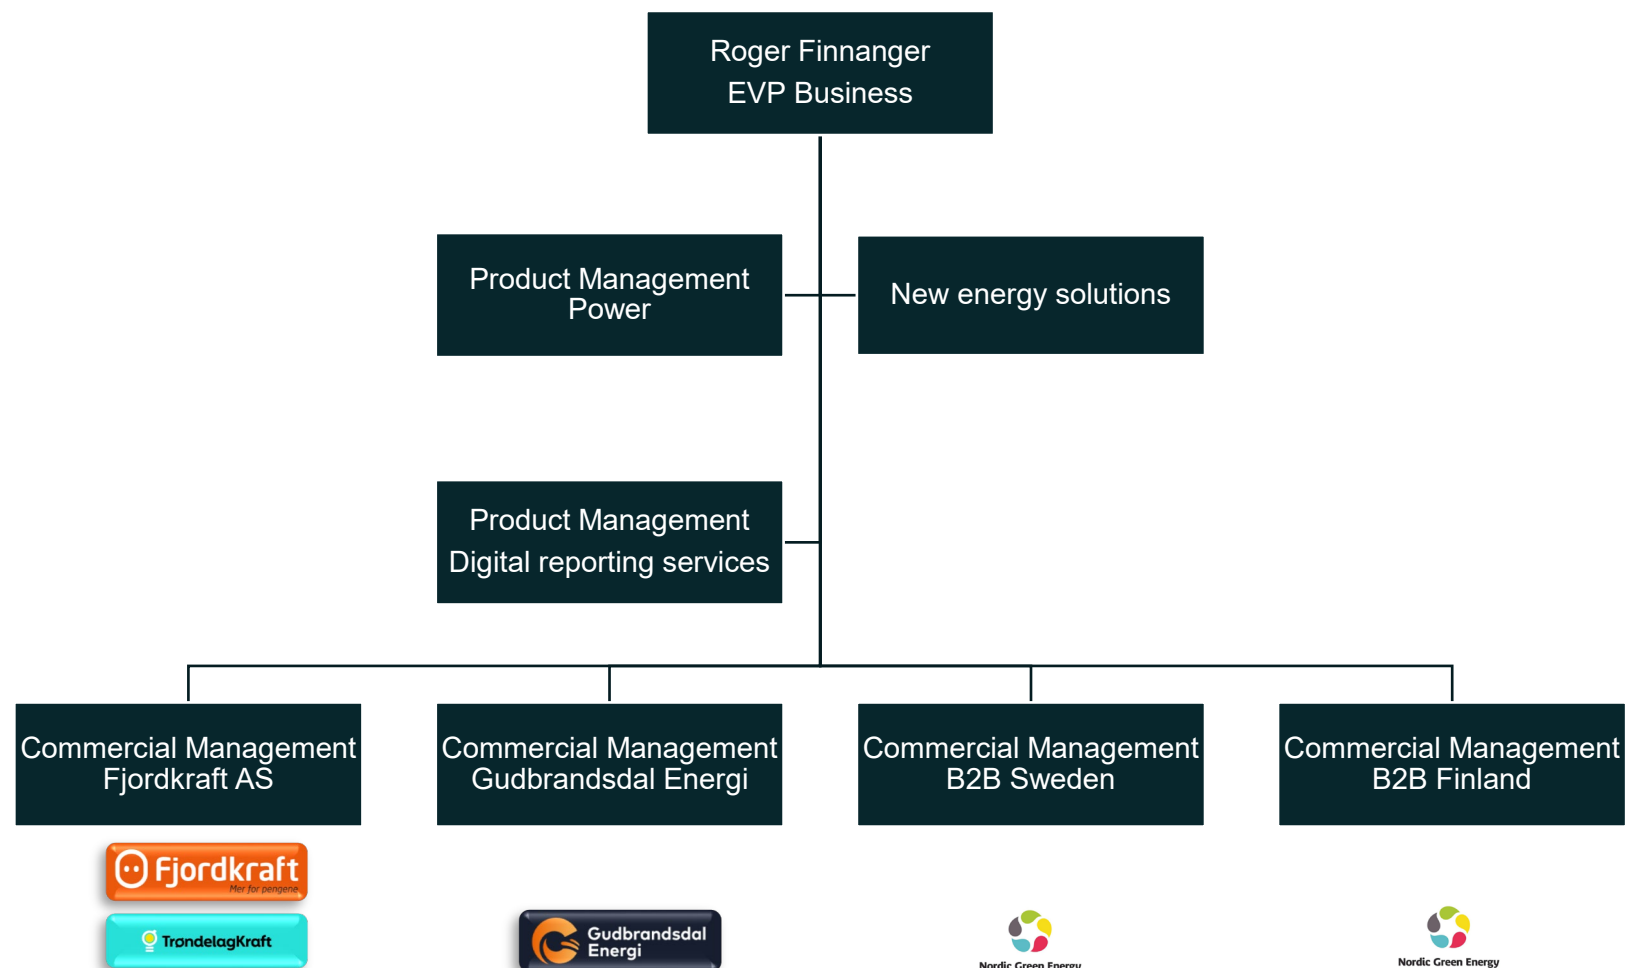 Roger Finnanger
EVP Business
Product Management
Power
New energy solutions
Product Management
Digital reporting services
Commercial Management
Fjordkraft AS
Commercial Management
Gudbrandsdal Energi
Commercial Management
B2B Sweden
Commercial Management
B2B Finland
Fjordkraft
Mer for pengene
TrøndelagKraft
Gudbrandsdal
Energi
Nordic Green Energy
Nordic Green Energy